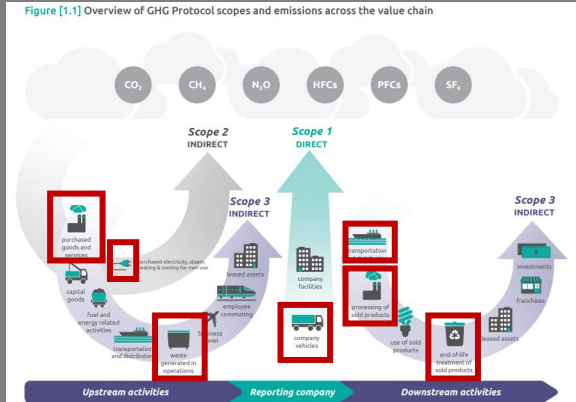 Figure [1.1] Overview of GHG Protocol scopes and emissions across the value chain
CO₂
CH₄
N₂O
HFCs
PFCs
SF₆
Scope 2
INDIRECT
Scope 1
DIRECT
Scope 3
INDIRECT
Scope 3
INDIRECT
purchased
goods and
services
purchased electricity, steam,
heating & cooling for own use
capital
goods
fuel and
energy related
activities
transportation
and distribution
waste
generated in
operations
business
travel
employee
commuting
leased assets
company
facilities
company
vehicles
transportation
distribution
processing of
sold products
use of sold
products
end-of-life
treatment of
sold products
leased assets
franchises
investments
Upstream activities
Reporting company
Downstream activities